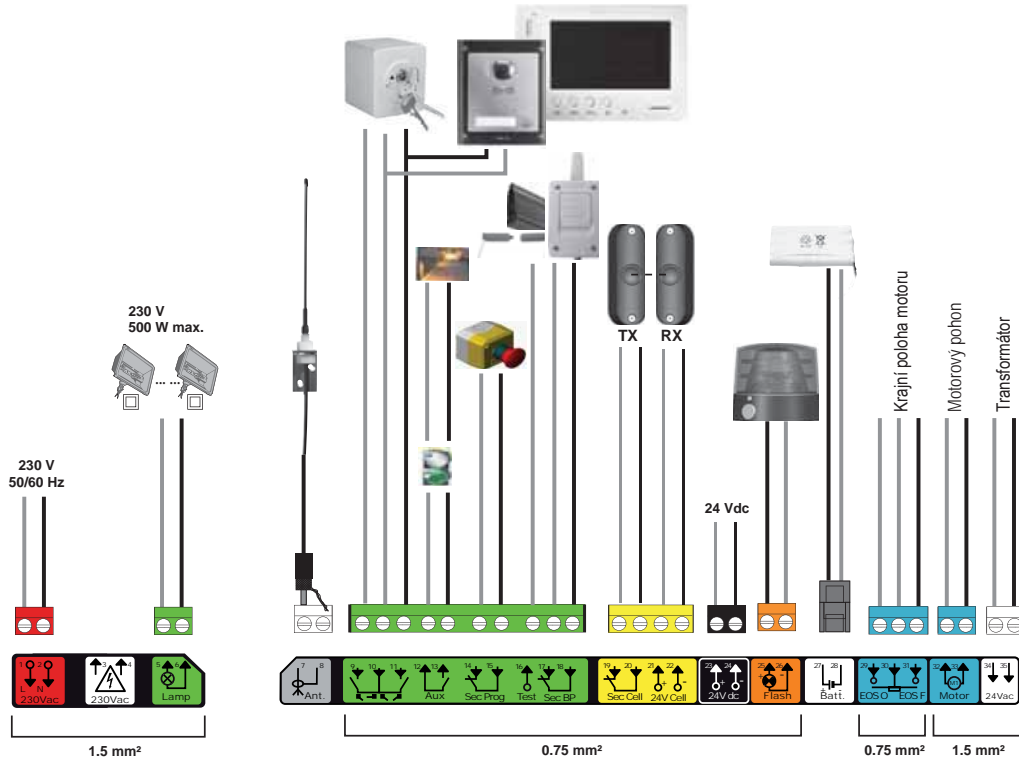 230 V
500 W max.
230 V
50/60 Hz
TX
RX
24 Vdc
Krajní poloha motoru
Motorový pohon
Transformátor
1 2
L N
230Vac
3 4
230Vac
5 6
Lamp
7 8
Ant.
9 10 11
12 13
Aux
14 15
Sec Prog
16
Test
17 18
Sec BP
19 20
Sec Cell
21 22
+ -
24V Cell
23 24
+ -
24V dc
25 26
+ -
Flash
27 28
+
Batt.
29 30 31
EOS O EOS F
32 33
M1
Motor
34 35
24Vac
1.5 mm²
0.75 mm²
0.75 mm²
1.5 mm²